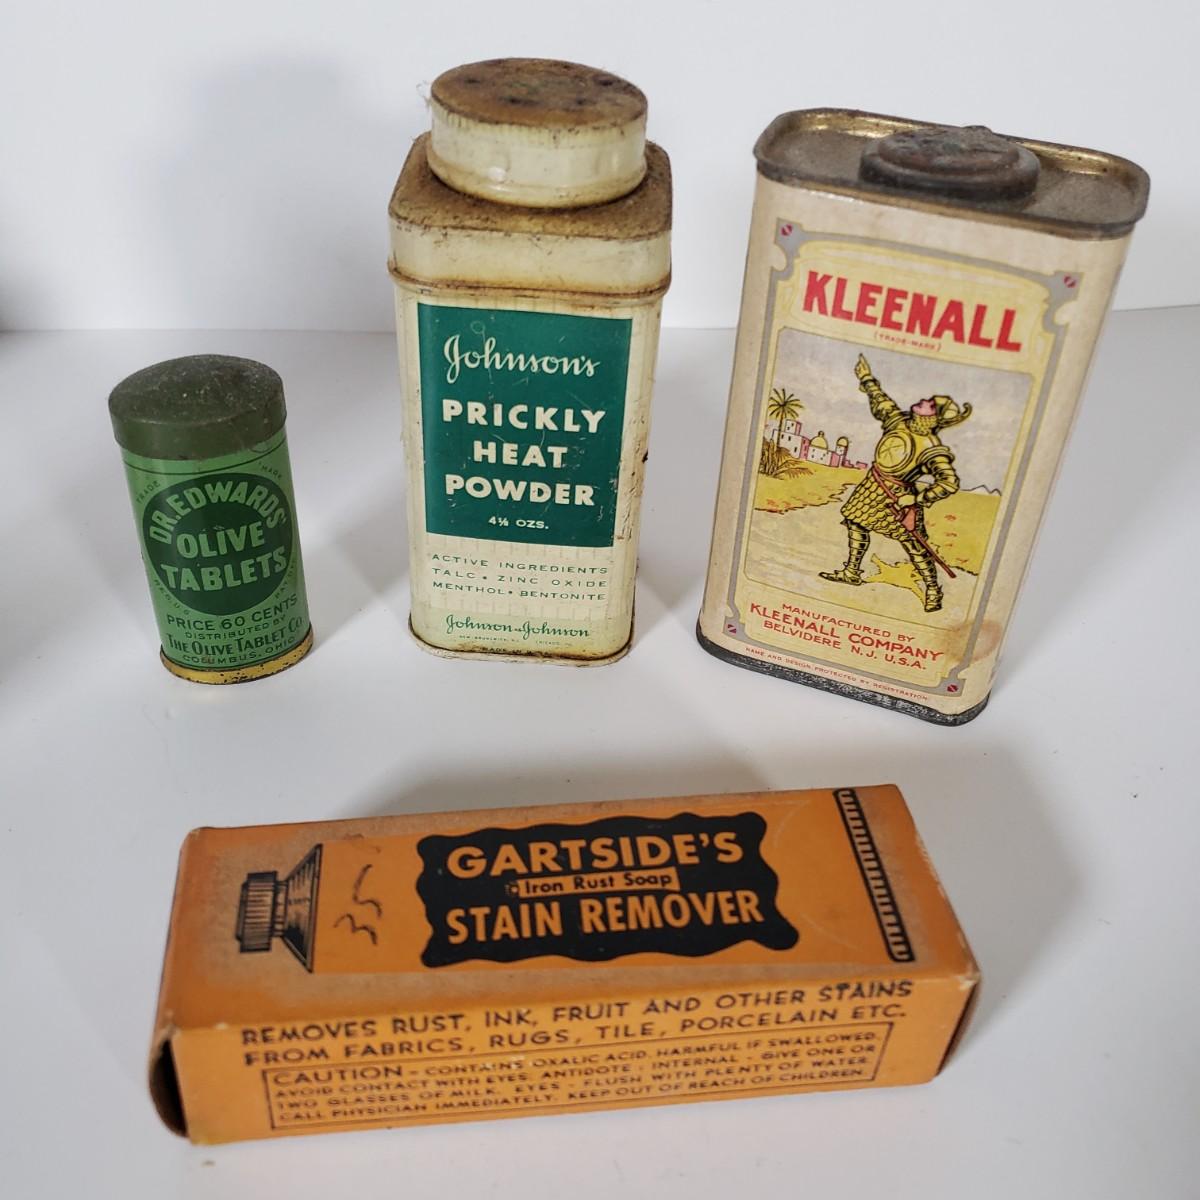 TRADE MARK
DR. EDWARDS'
OLIVE
TABLETS
PRICE 60 CENTS
DISTRIBUTED BY
THE OLIVE TABLET CO.
COLUMBUS, OHIO
Johnson's
PRICKLY
HEAT
POWDER
4⅛ OZS.
ACTIVE INGREDIENTS
TALC • ZINC OXIDE
MENTHOL • BENTONITE
Johnson & Johnson
KLEENALL
(TRADE-MARK)
MANUFACTURED BY
KLEENALL COMPANY
BELVIDERE N.J. U.S.A.
NAME AND DESIGN PROTECTED BY REGISTRATION
GARTSIDE'S
Iron Rust Soap
STAIN REMOVER
REMOVES RUST, INK, FRUIT AND OTHER STAINS
FROM FABRICS, RUGS, TILE, PORCELAIN ETC.
CAUTION - CONTAINS OXALIC ACID. HARMFUL IF SWALLOWED.
AVOID CONTACT WITH EYES. ANTIDOTE: INTERNAL - GIVE ONE OR
TWO GLASSES OF MILK. EYES - FLUSH WITH PLENTY OF WATER.
CALL PHYSICIAN IMMEDIATELY. KEEP OUT OF REACH OF CHILDREN.